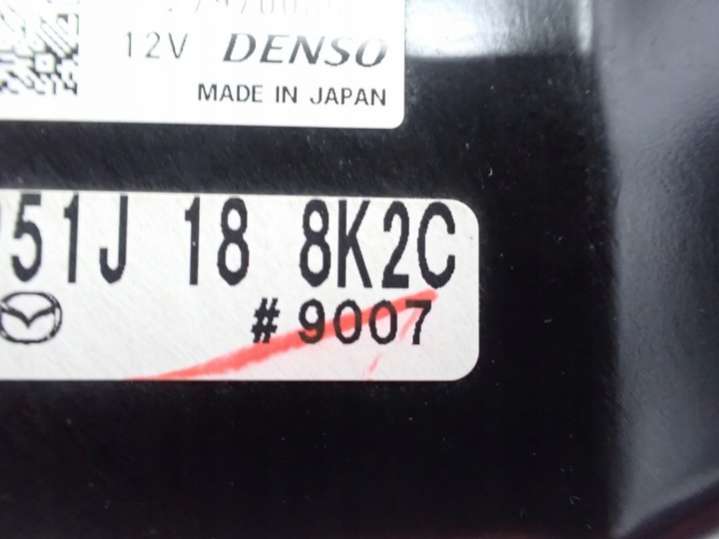 12V DENSO
MADE IN JAPAN
51J 18 8K2C
#9007